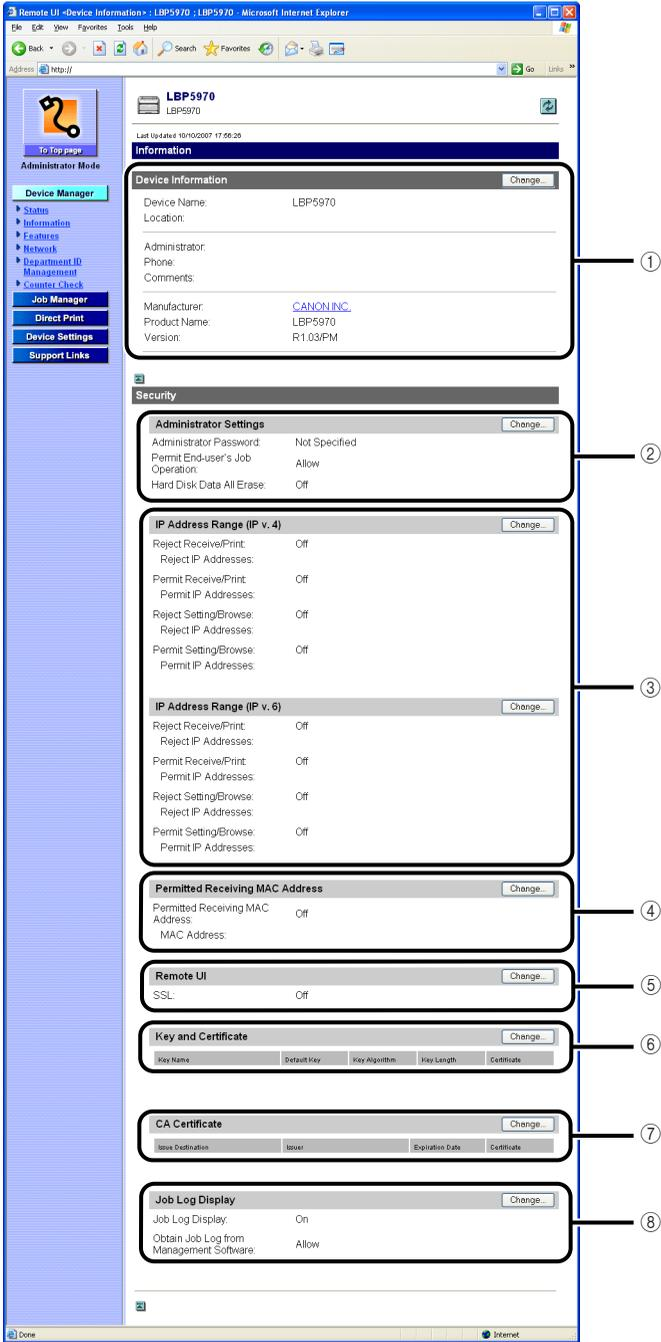 Remote UI <Device Information> : LBP5970 ; LBP5970 - Microsoft Internet Explorer
File Edit View Favorites Tools Help
Back Search Favorites
Address http:// Go Links »
To Top page
Administrator Mode
Device Manager
Status
Information
Features
Network
Department ID
Management
Counter Check
Job Manager
Direct Print
Device Settings
Support Links
LBP5970
LBP5970
Last Updated 10/10/2007 17:56:26
Information
Device Information Change...
Device Name: LBP5970
Location:
Administrator:
Phone:
Comments:
Manufacturer: CANON INC.
Product Name: LBP5970
Version: R1.03/PM
①
Security
Administrator Settings Change...
Administrator Password: Not Specified
Permit End-user's Job
Operation: Allow
Hard Disk Data All Erase: Off
②
IP Address Range (IP v. 4) Change...
Reject Receive/Print: Off
Reject IP Addresses:
Permit Receive/Print: Off
Permit IP Addresses:
Reject Setting/Browse: Off
Reject IP Addresses:
Permit Setting/Browse: Off
Permit IP Addresses:
③
IP Address Range (IP v. 6) Change...
Reject Receive/Print: Off
Reject IP Addresses:
Permit Receive/Print: Off
Permit IP Addresses:
Reject Setting/Browse: Off
Reject IP Addresses:
Permit Setting/Browse: Off
Permit IP Addresses:
Permitted Receiving MAC Address Change...
Permitted Receiving MAC
Address: Off
MAC Address:
④
Remote UI Change...
SSL: Off
⑤
Key and Certificate Change...
Key Name Default Key Key Algorithm Key Length Certificate
⑥
CA Certificate Change...
Issue Destination Issuer Expiration Date Certificate
⑦
Job Log Display Change...
Job Log Display: On
Obtain Job Log from
Management Software: Allow
⑧
Done Internet